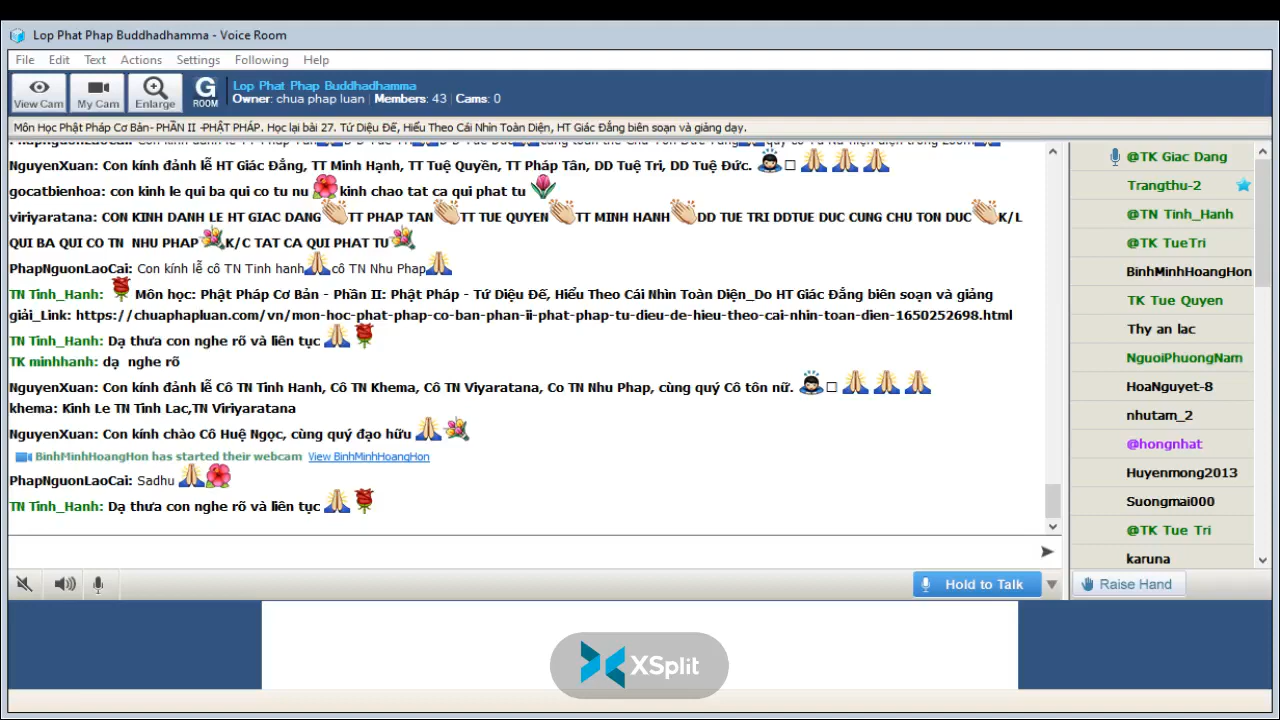 Lop Phat Phap Buddhadhamma - Voice Room
File Edit Text Actions Settings Following Help
View Cam My Cam Enlarge G ROOM
Lop Phat Phap Buddhadhamma
Owner: chua phap luan | Members: 43 | Cams: 0
Môn Học Phật Pháp Cơ Bản- PHẦN II -PHẬT PHÁP. Học lại bài 27. Tứ Diệu Đế, Hiểu Theo Cái Nhìn Toàn Diện, HT Giác Đẳng biên soạn và giảng dạy.
NguyenXuan: Con kính đảnh lễ HT Giác Đẳng, TT Minh Hạnh, TT Tuệ Quyền, TT Pháp Tân, DD Tuệ Tri, DD Tuệ Đức.
gocatbienhoa: con kinh le qui ba qui co tu nu kinh chao tat ca qui phat tu
viriyaratana: CON KINH DANH LE HT GIAC DANG TT PHAP TAN TT TUE QUYEN TT MINH HANH DD TUE TRI DDTUE DUC CUNG CHU TON DUC K/L
QUI BA QUI CO TN NHU PHAP K/C TAT CA QUI PHAT TU
PhapNguonLaoCai: Con kính lễ cô TN Tinh hanh cô TN Nhu Phap
TN Tinh_Hanh: Môn học: Phật Pháp Cơ Bản - Phần II: Phật Pháp - Tứ Diệu Đế, Hiểu Theo Cái Nhìn Toàn Diện_Do HT Giác Đẳng biên soạn và giảng
giải_Link: https://chuaphapluan.com/vn/mon-hoc-phat-phap-co-ban-phan-ii-phat-phap-tu-dieu-de-hieu-theo-cai-nhin-toan-dien-1650252698.html
TN Tinh_Hanh: Dạ thưa con nghe rõ và liên tục
TK minhhanh: dạ nghe rõ
NguyenXuan: Con kính đảnh lễ Cô TN Tinh Hanh, Cô TN Khema, Cô TN Viyaratana, Co TN Nhu Phap, cùng quý Cô tôn nữ.
khema: Kinh Le TN Tinh Lac,TN Viriyaratana
NguyenXuan: Con kính chào Cô Huệ Ngọc, cùng quý đạo hữu
BinhMinhHoangHon has started their webcam View BinhMinhHoangHon
PhapNguonLaoCai: Sadhu
TN Tinh_Hanh: Dạ thưa con nghe rõ và liên tục
@TK Giac Dang
Trangthu-2
@TN Tinh_Hanh
@TK TueTri
BinhMinhHoangHon
TK Tue Quyen
Thy an lac
NguoiPhuongNam
HoaNguyet-8
nhutam_2
@hongnhat
Huyenmong2013
Suongmai000
@TK Tue Tri
karuna
Hold to Talk
Raise Hand
XSplit